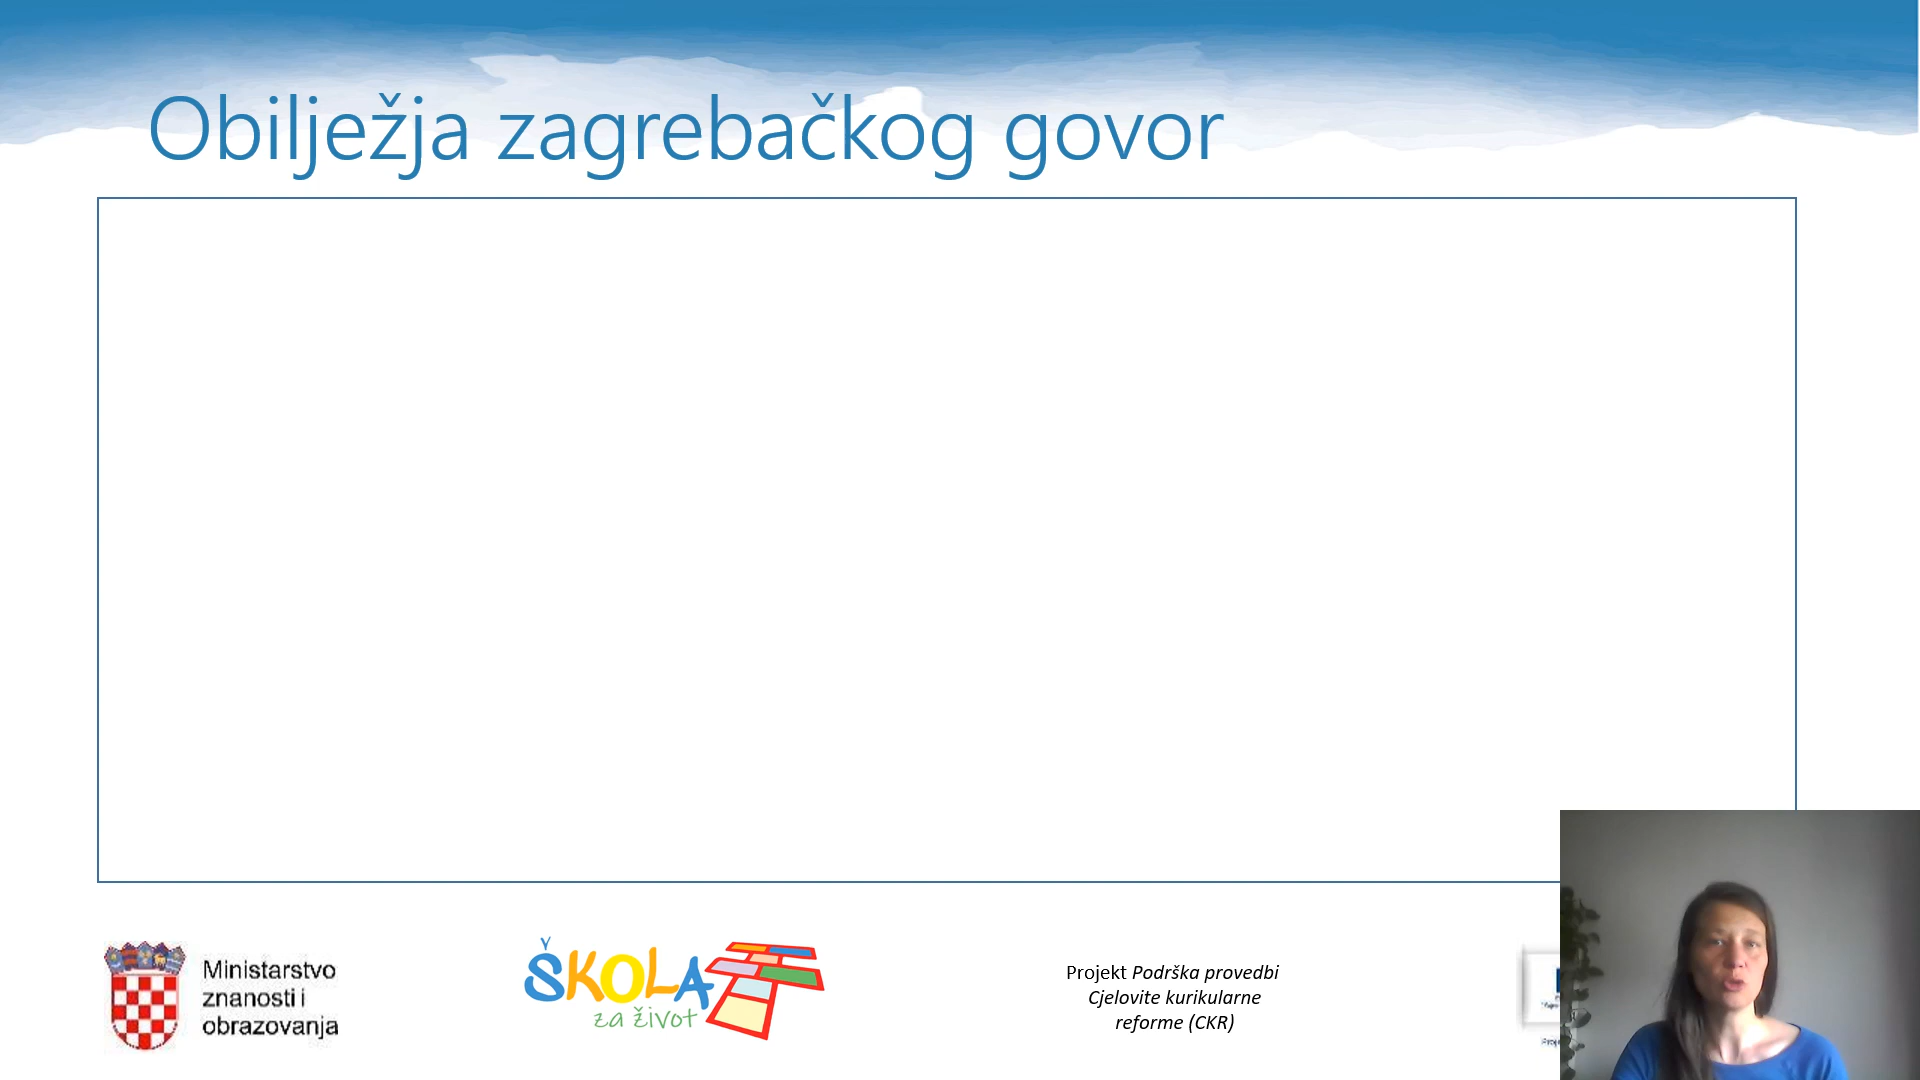 Obilježja zagrebačkog govor
Ministarstvo
znanosti i
obrazovanja
ŠKOLA
za život
Projekt Podrška provedbi
Cjelovite kurikularne
reforme (CKR)